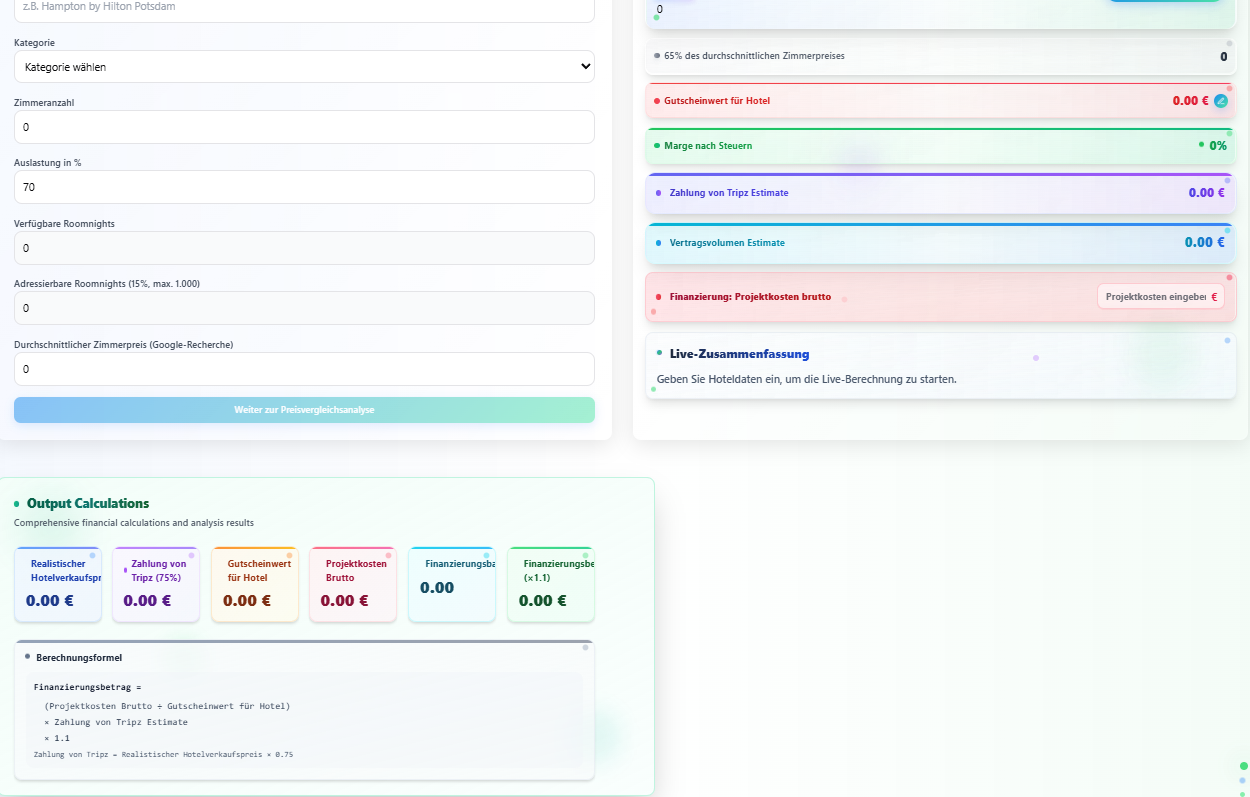 z.B. Hampton by Hilton Potsdam
Kategorie
Kategorie wählen
Zimmeranzahl
0
Auslastung in %
70
Verfügbare Roomnights
0
Adressierbare Roomnights (15%, max. 1.000)
0
Durchschnittlicher Zimmerpreis (Google-Recherche)
0
Weiter zur Preisvergleichsanalyse
0
65% des durchschnittlichen Zimmerpreises
0
Gutscheinwert für Hotel
0.00 €
Marge nach Steuern
0%
Zahlung von Tripz Estimate
0.00 €
Vertragsvolumen Estimate
0.00 €
Finanzierung: Projektkosten brutto
Projektkosten eingeber €
Live-Zusammenfassung
Geben Sie Hoteldaten ein, um die Live-Berechnung zu starten.
Output Calculations
Comprehensive financial calculations and analysis results
Realistischer
Hotelverkaufspr
0.00 €
Zahlung von
Tripz (75%)
0.00 €
Gutscheinwert
für Hotel
0.00 €
Projektkosten
Brutto
0.00 €
Finanzierungsba
0.00
Finanzierungsbe
(×1.1)
0.00 €
Berechnungsformel
Finanzierungsbetrag =
(Projektkosten Brutto ÷ Gutscheinwert für Hotel)
× Zahlung von Tripz Estimate
× 1.1
Zahlung von Tripz = Realistischer Hotelverkaufspreis × 0.75